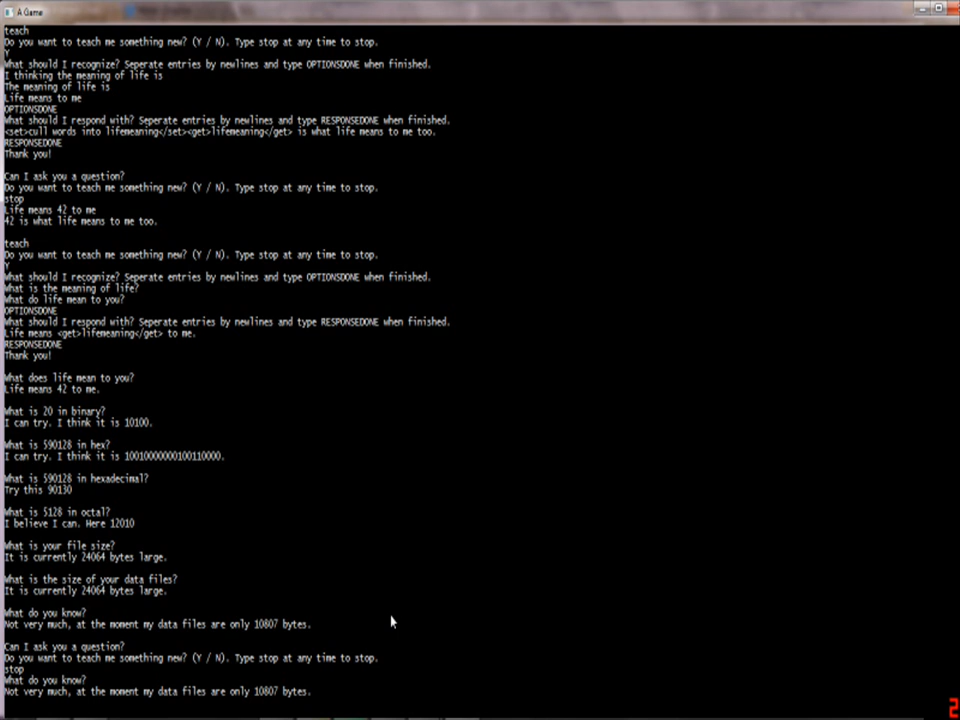 A Game
teach
Do you want to teach me something new? (Y / N). Type stop at any time to stop.
Y
What should I recognize? Seperate entries by newlines and type OPTIONSDONE when finished.
I thinking the meaning of life is
The meaning of life is
Life means to me
OPTIONSDONE
What should I respond with? Seperate entries by newlines and type RESPONSEDONE when finished.
<set>cull words into lifemeaning</set><get>lifemeaning</get> is what life means to me too.
RESPONSEDONE
Thank you!
Can I ask you a question?
Do you want to teach me something new? (Y / N). Type stop at any time to stop.
stop
Life means 42 to me
42 is what life means to me too.
teach
Do you want to teach me something new? (Y / N). Type stop at any time to stop.
Y
What should I recognize? Seperate entries by newlines and type OPTIONSDONE when finished.
What is the meaning of life?
What do life mean to you?
OPTIONSDONE
What should I respond with? Seperate entries by newlines and type RESPONSEDONE when finished.
Life means <get>lifemeaning</get> to me.
RESPONSEDONE
Thank you!
What does life mean to you?
Life means 42 to me.
What is 20 in binary?
I can try. I think it is 10100.
What is 590128 in hex?
I can try. I think it is 10010000000100110000.
What is 590128 in hexadecimal?
Try this 90130
What is 5128 in octal?
I believe I can. Here 12010
What is your file size?
It is currently 24064 bytes large.
What is the size of your data files?
It is currently 24064 bytes large.
What do you know?
Not very much, at the moment my data files are only 10807 bytes.
Can I ask you a question?
Do you want to teach me something new? (Y / N). Type stop at any time to stop.
stop
What do you know?
Not very much, at the moment my data files are only 10807 bytes.
2